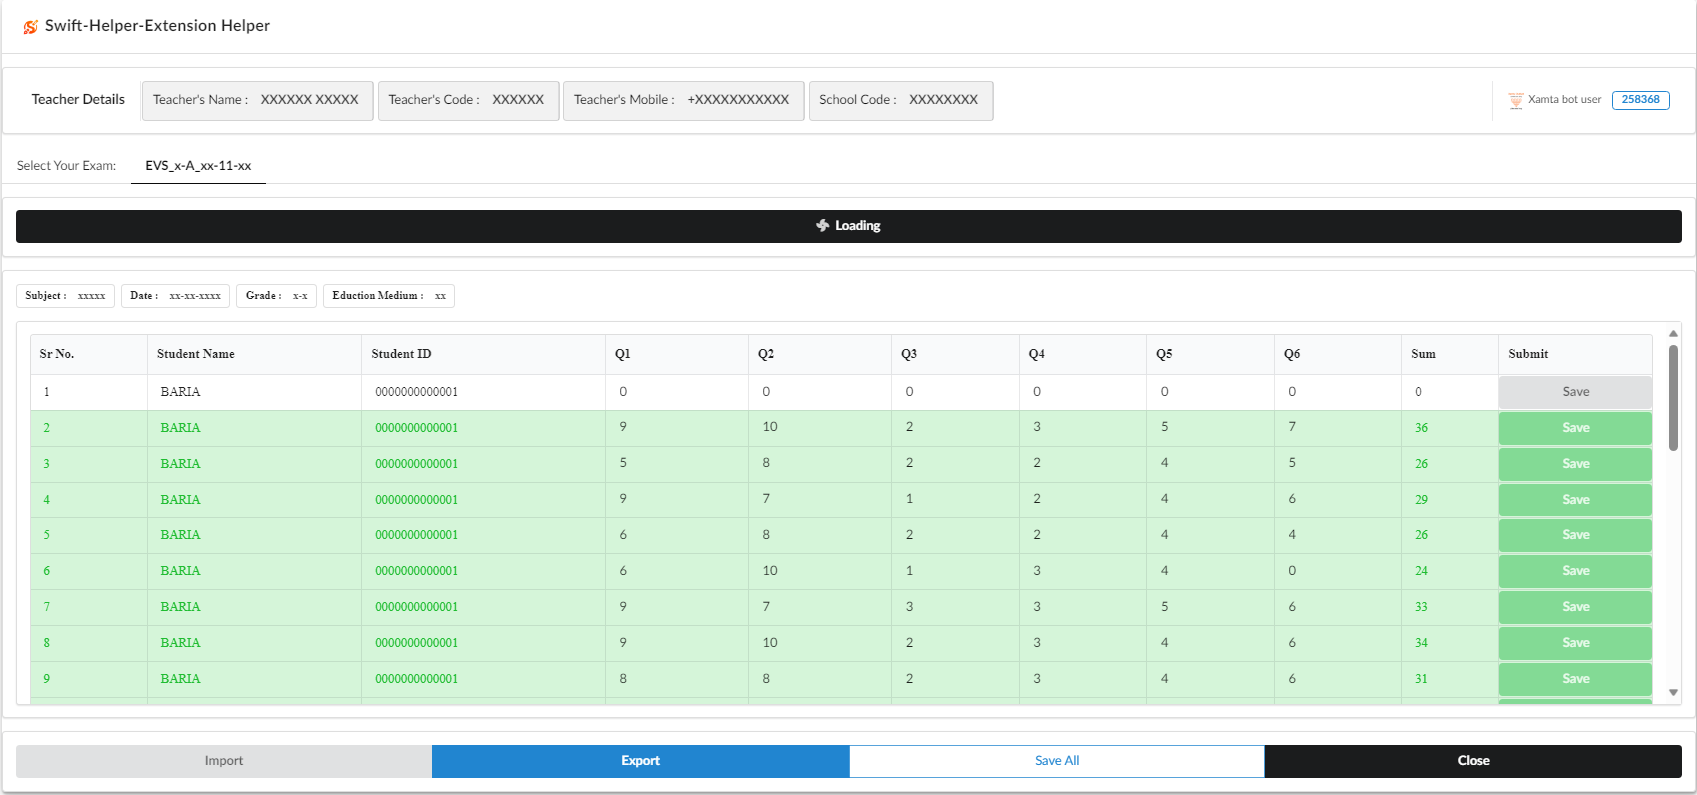 Swift-Helper-Extension Helper
Teacher Details Teacher's Name : XXXXXX XXXXX Teacher's Code : XXXXXX Teacher's Mobile : +XXXXXXXXXXX School Code : XXXXXXXX Xamta bot user 258368
Select Your Exam: EVS_x-A_xx-11-xx
Loading
Subject : xxxxx Date : xx-xx-xxxx Grade : x-x Eduction Medium : xx
Sr No. Student Name Student ID Q1 Q2 Q3 Q4 Q5 Q6 Sum Submit
1 BARIA 0000000000001 0 0 0 0 0 0 0 Save
2 BARIA 0000000000001 9 10 2 3 5 7 36 Save
3 BARIA 0000000000001 5 8 2 2 4 5 26 Save
4 BARIA 0000000000001 9 7 1 2 4 6 29 Save
5 BARIA 0000000000001 6 8 2 2 4 4 26 Save
6 BARIA 0000000000001 6 10 1 3 4 0 24 Save
7 BARIA 0000000000001 9 7 3 3 5 6 33 Save
8 BARIA 0000000000001 9 10 2 3 4 6 34 Save
9 BARIA 0000000000001 8 8 2 3 4 6 31 Save
Import Export Save All Close